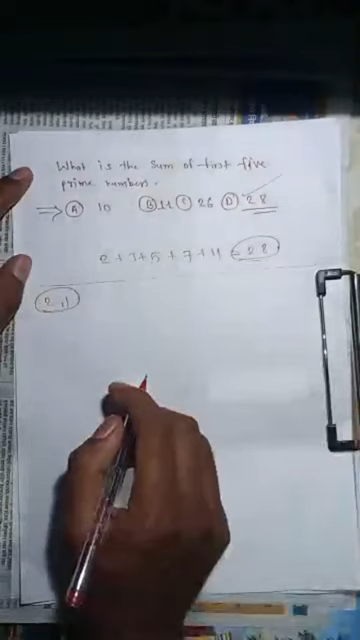 What is the sum of first five
prime numbers.
⇒ (A) 10 (B) 11 (C) 26 (D) 28
2 + 3 + 5 + 7 + 11 = 28